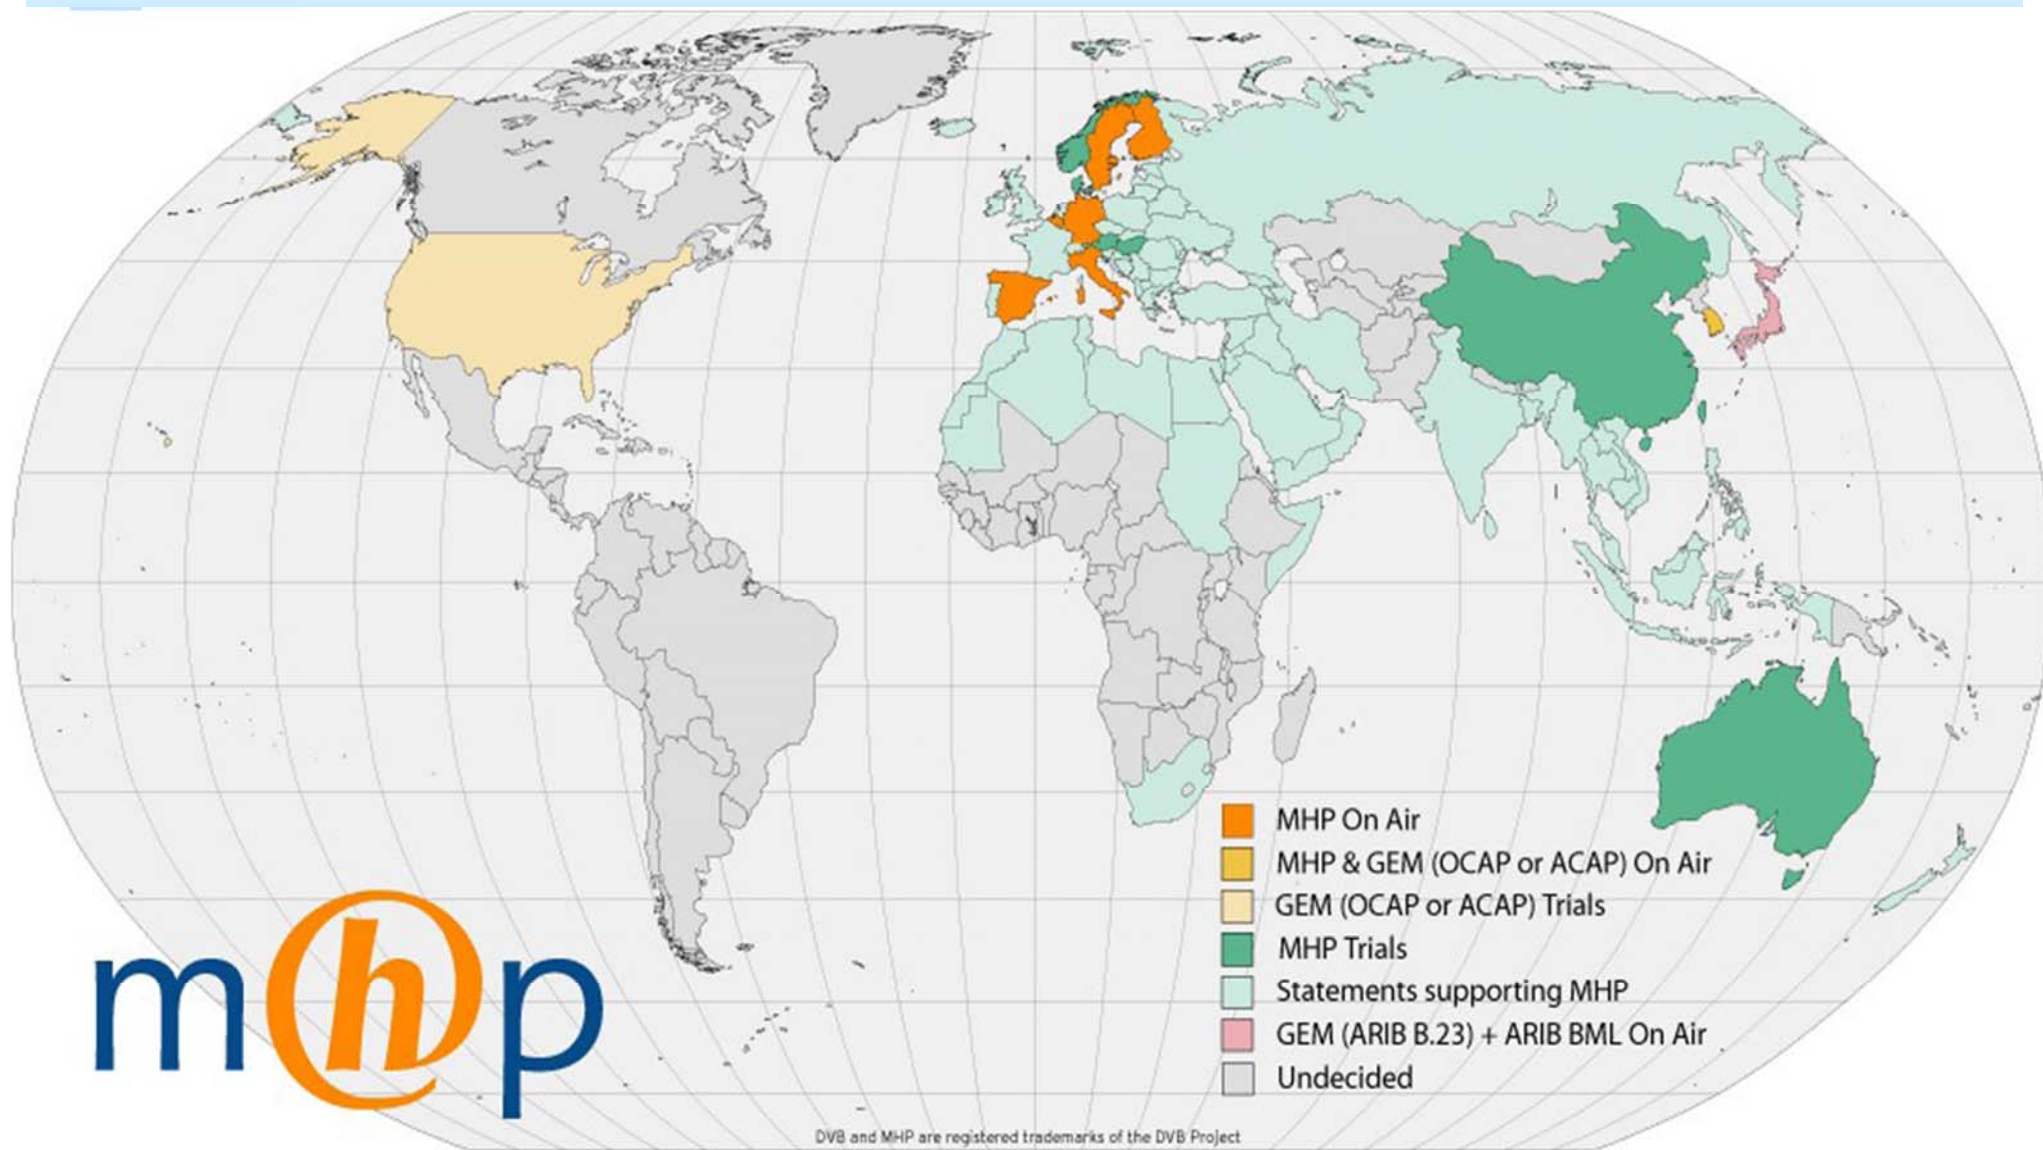 MHP On Air
MHP & GEM (OCAP or ACAP) On Air
GEM (OCAP or ACAP) Trials
MHP Trials
Statements supporting MHP
GEM (ARIB B.23) + ARIB BML On Air
Undecided
m@hp
DVB and MHP are registered trademarks of the DVB Project